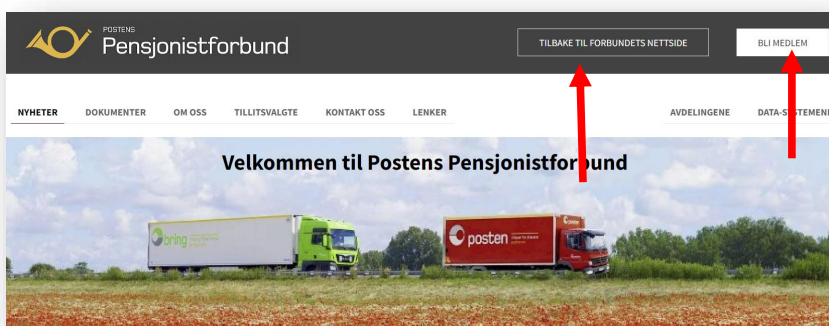 POSTENS
Pensjonistforbund
TILBAKE TIL FORBUNDETS NETTSIDE
BLI MEDLEM
NYHETER DOKUMENTER OM OSS TILLITSVALGTE KONTAKT OSS LENKER AVDELINGENE
Velkommen til Postens Pensjonistforbund
bring
posten